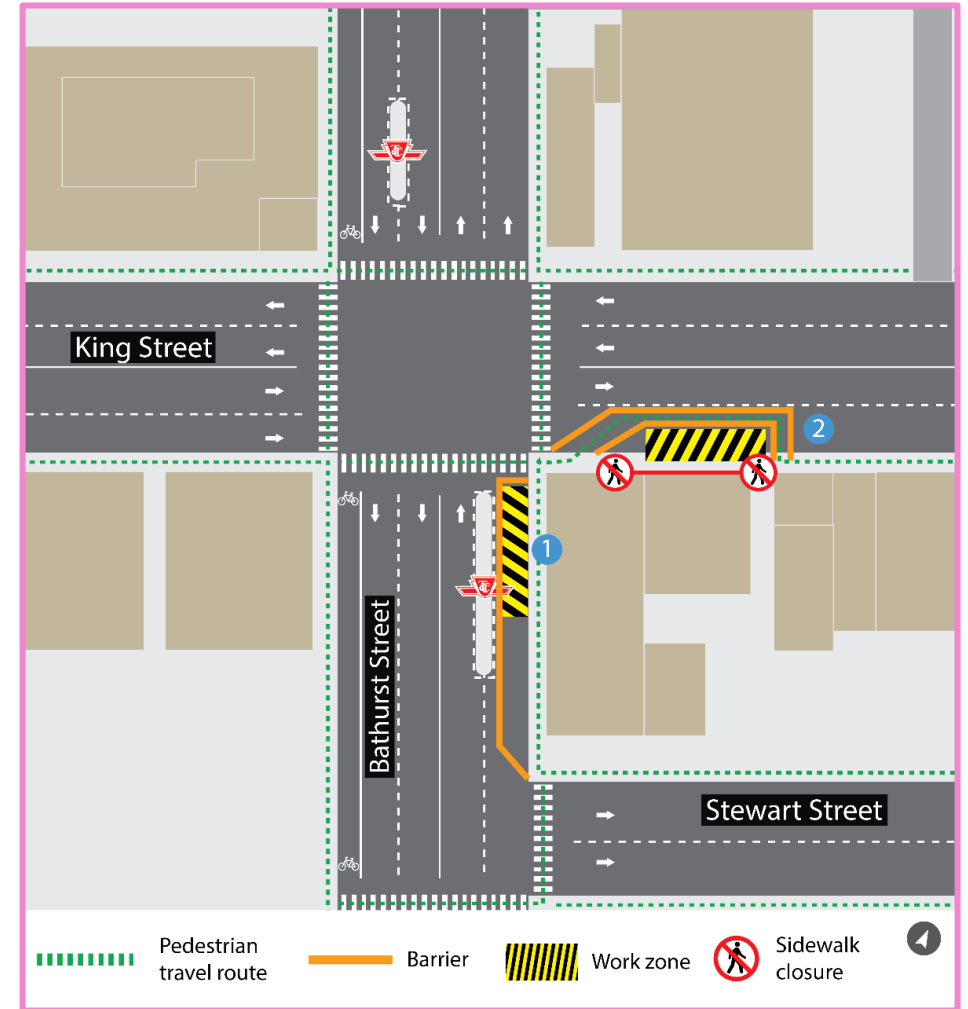 King Street
2
1
Bathurst Street
Stewart Street
Pedestrian
travel route
Barrier
Work zone
Sidewalk
closure